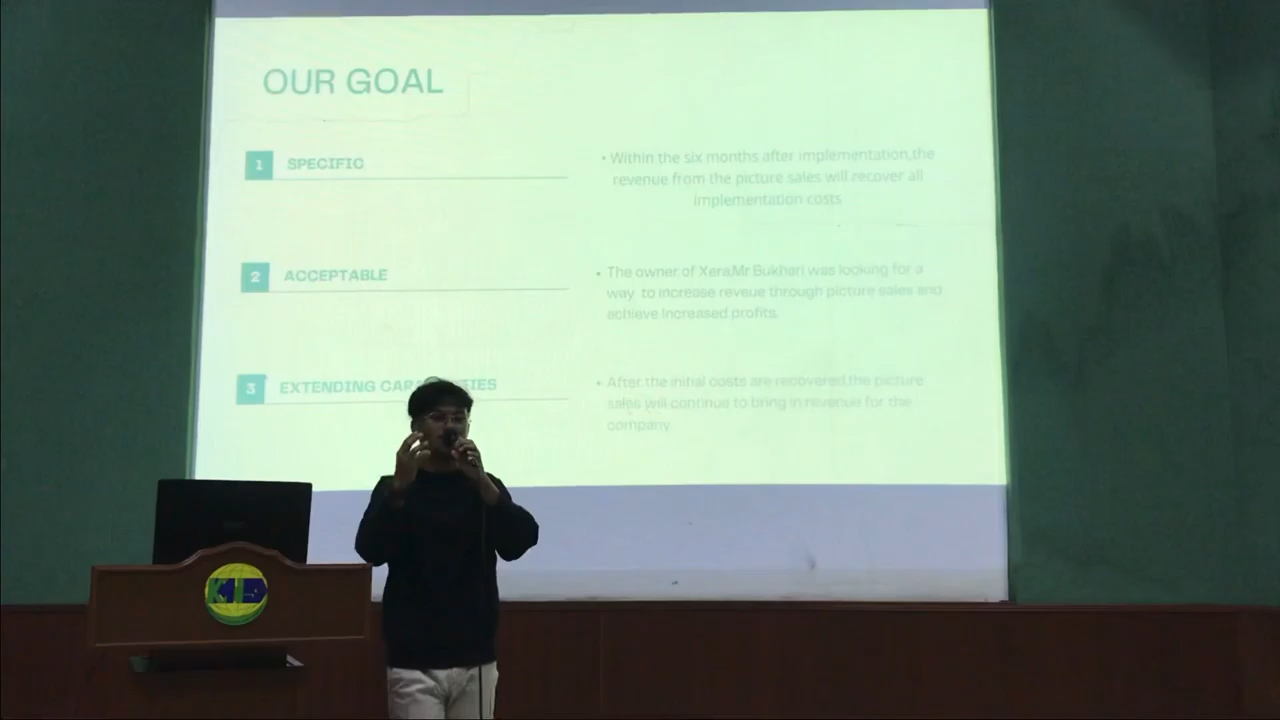 OUR GOAL
1 SPECIFIC
• Within the six months after implementation,the
revenue from the picture sales will recover all
implementation costs
2 ACCEPTABLE
• The owner of Xera,Mr.Bukhari was looking for a
way to increase reveue through picture sales and
achieve increased profits.
3 EXTENDING
• After the initial costs are recovered,the picture
sales will continue to bring in revenue for the
company.